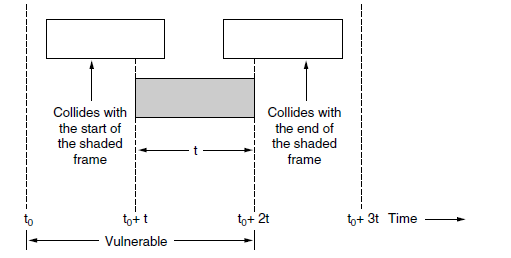 Collides with
the start of
the shaded
frame
t
Collides with
the end of
the shaded
frame
t0
t0+ t
t0+ 2t
t0+ 3t Time
Vulnerable